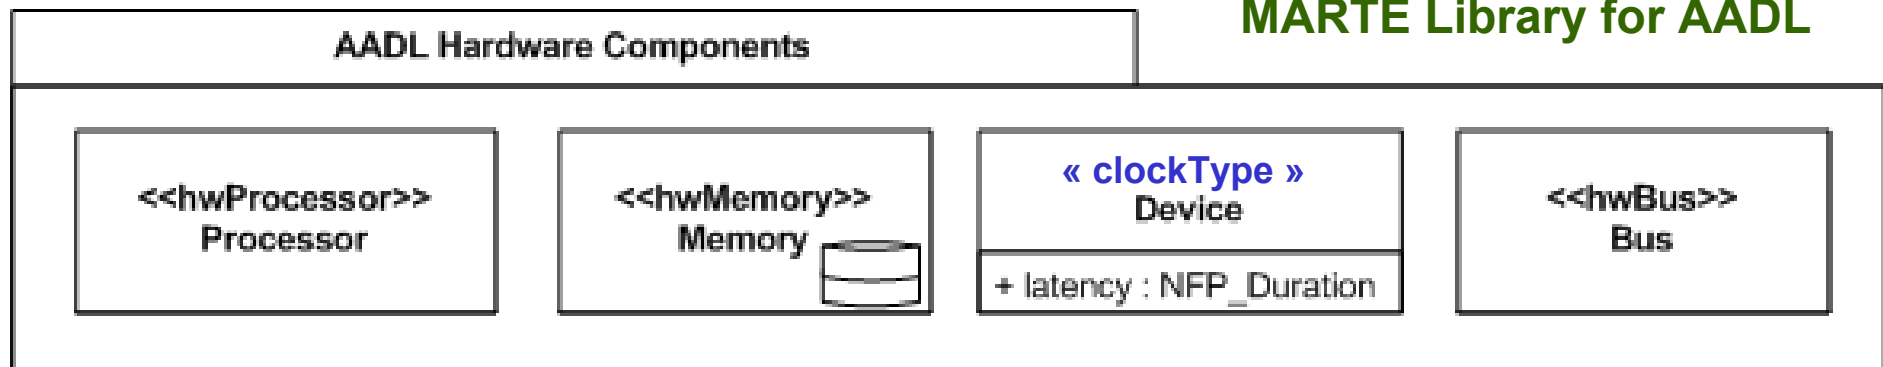 MARTE Library for AADL
AADL Hardware Components
<<hwProcessor>>
Processor
<<hwMemory>>
Memory
« clockType »
Device
+ latency : NFP_Duration
<<hwBus>>
Bus